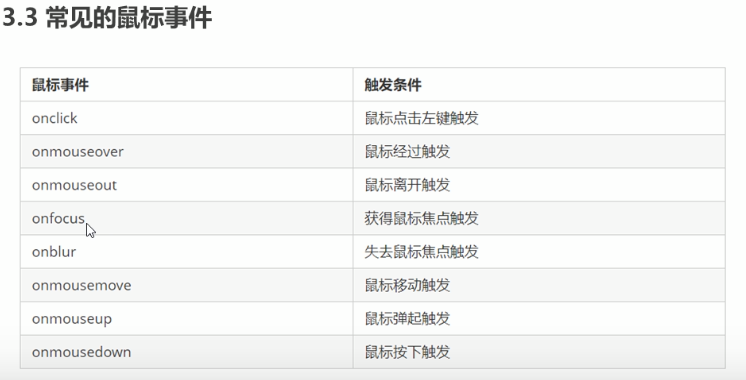 3.3 常见的鼠标事件
鼠标事件 触发条件
onclick 鼠标点击左键触发
onmouseover 鼠标经过触发
onmouseout 鼠标离开触发
onfocus 获得鼠标焦点触发
onblur 失去鼠标焦点触发
onmousemove 鼠标移动触发
onmouseup 鼠标弹起触发
onmousedown 鼠标按下触发